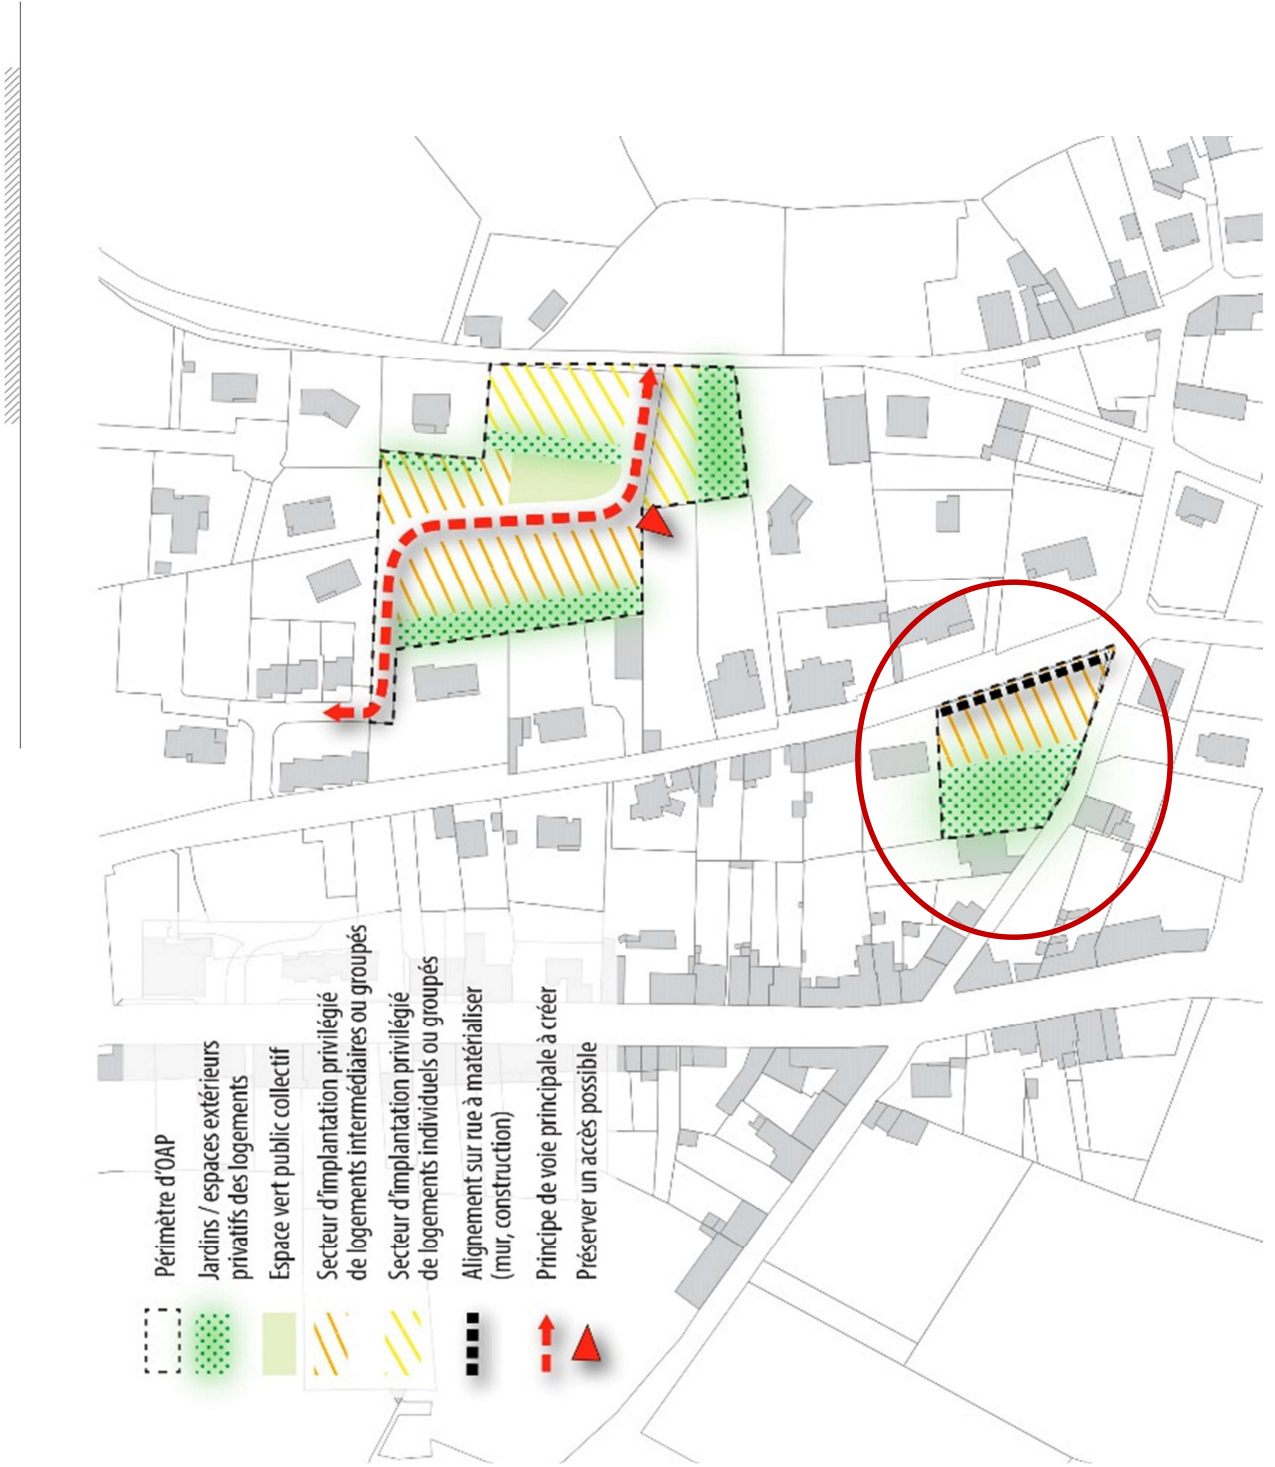 Périmètre d'OAP
Jardins / espaces extérieurs
privatifs des logements
Espace vert public collectif
Secteur d'implantation privilégié
de logements intermédiaires ou groupés
Secteur d'implantation privilégié
de logements individuels ou groupés
Alignement sur rue à matérialiser
(mur, construction)
Principe de voie principale à créer
Préserver un accès possible